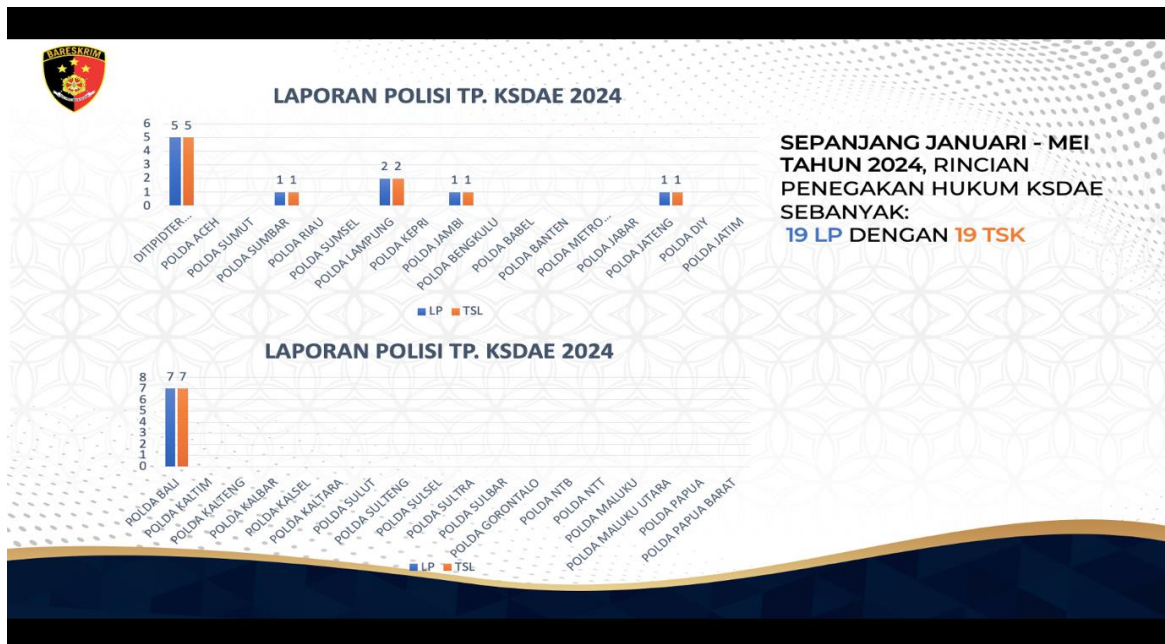 BARESKRIM
LAPORAN POLISI TP. KSDAE 2024
6
5
4
3
2
1
0
5 5
1 1
2 2
1 1
1 1
DITIPIDTER...
POLDA ACEH
POLDA SUMUT
POLDA SUMBAR
POLDA RIAU
POLDA SUMSEL
POLDA LAMPUNG
POLDA KEPRI
POLDA JAMBI
POLDA BENGKULU
POLDA BABEL
POLDA BANTEN
POLDA METRO...
POLDA JABAR
POLDA JATENG
POLDA DIY
POLDA JATIM
LP TSL
SEPANJANG JANUARI - MEI
TAHUN 2024, RINCIAN
PENEGAKAN HUKUM KSDAE
SEBANYAK:
19 LP DENGAN 19 TSK
LAPORAN POLISI TP. KSDAE 2024
8
7
6
5
4
3
2
1
0
7 7
POLDA BALI
POLDA KALTIM
POLDA KALTENG
POLDA KALBAR
POLDA KALSEL
POLDA KALTARA
POLDA SULUT
POLDA SULTENG
POLDA SULSEL
POLDA SULTRA
POLDA SULBAR
POLDA GORONTALO
POLDA NTB
POLDA NTT
POLDA MALUKU
POLDA MALUKU UTARA
POLDA PAPUA
POLDA PAPUA BARAT
LP TSL